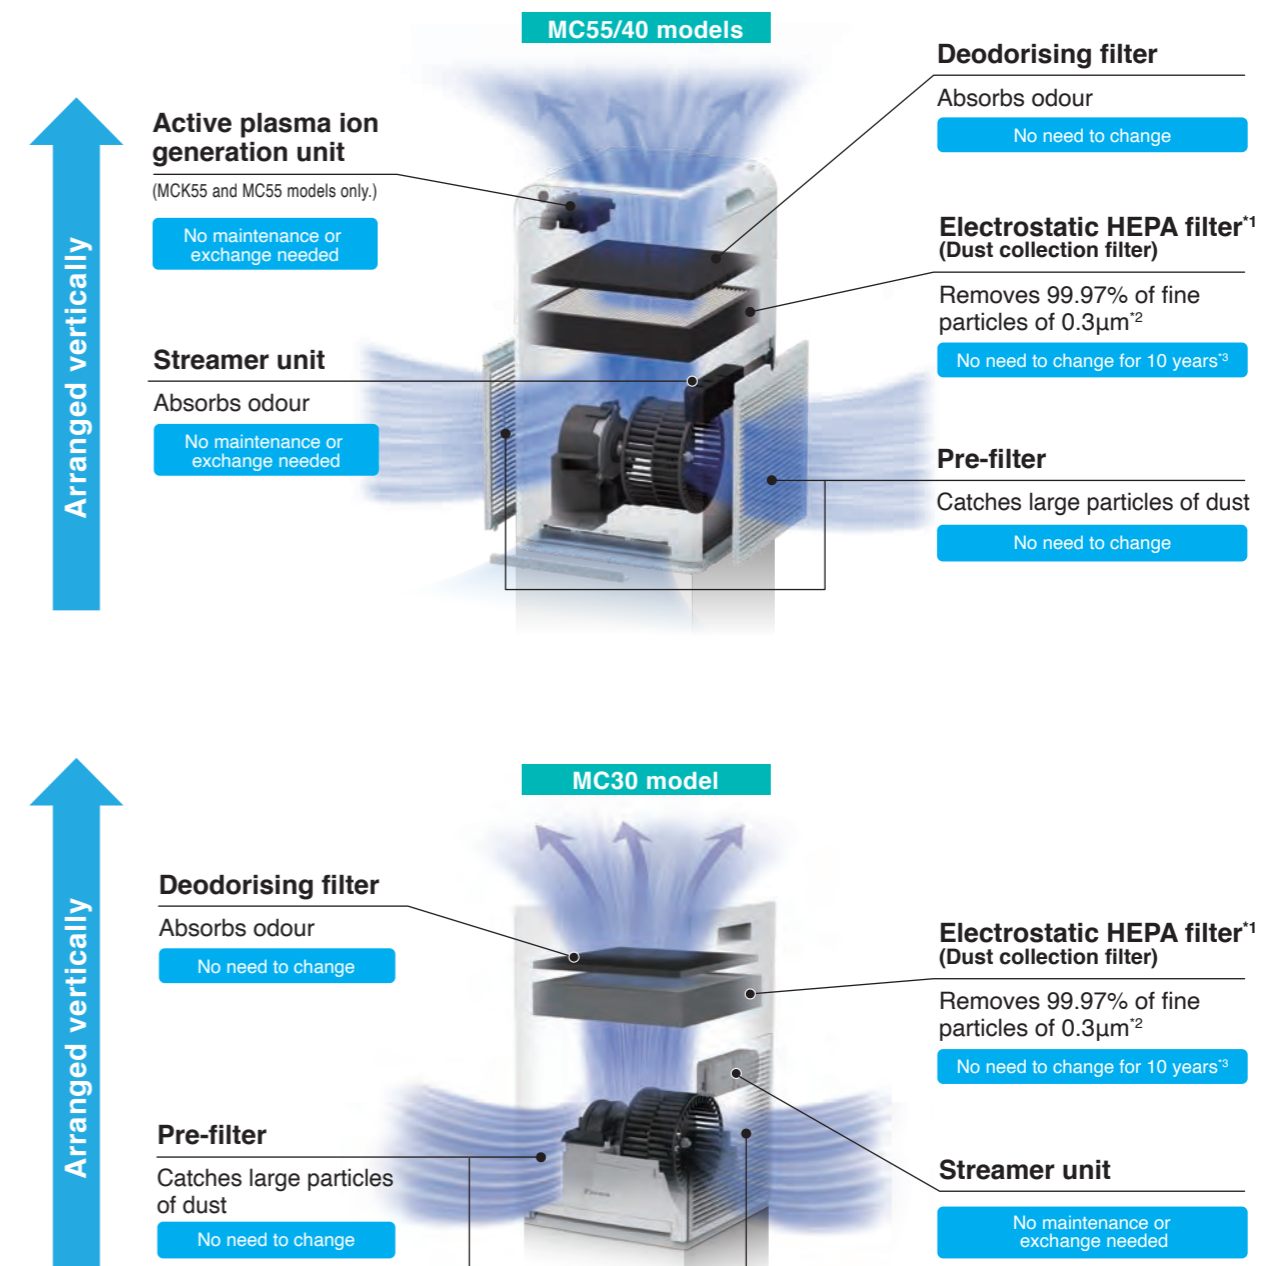 MC55/40 models
Arranged vertically
Active plasma ion
generation unit
(MCK55 and MC55 models only.)
No maintenance or
exchange needed
Streamer unit
Absorbs odour
No maintenance or
exchange needed
Deodorising filter
Absorbs odour
No need to change
Electrostatic HEPA filter*1
(Dust collection filter)
Removes 99.97% of fine
particles of 0.3µm*2
No need to change for 10 years*3
Pre-filter
Catches large particles of dust
No need to change
MC30 model
Arranged vertically
Deodorising filter
Absorbs odour
No need to change
Pre-filter
Catches large particles
of dust
No need to change
Electrostatic HEPA filter*1
(Dust collection filter)
Removes 99.97% of fine
particles of 0.3µm*2
No need to change for 10 years*3
Streamer unit
No maintenance or
exchange needed